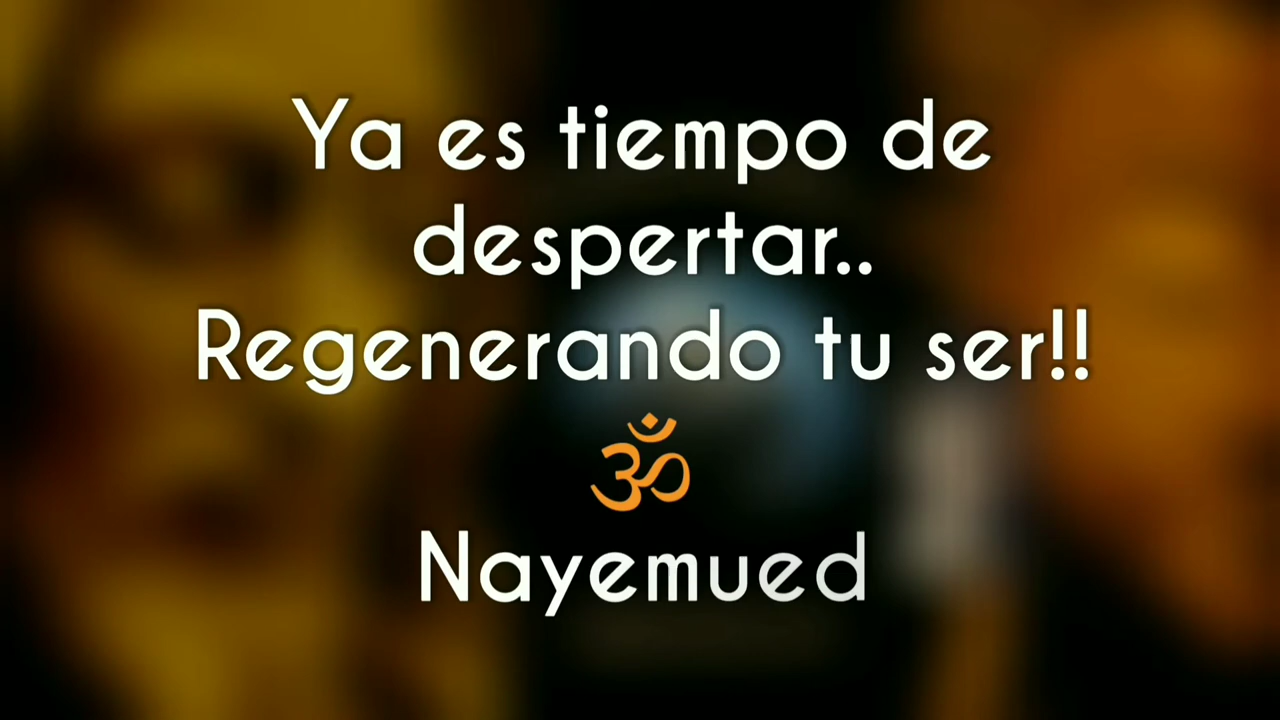 Ya es tiempo de
despertar..
Regenerando tu ser!!
ॐ
Nayemued